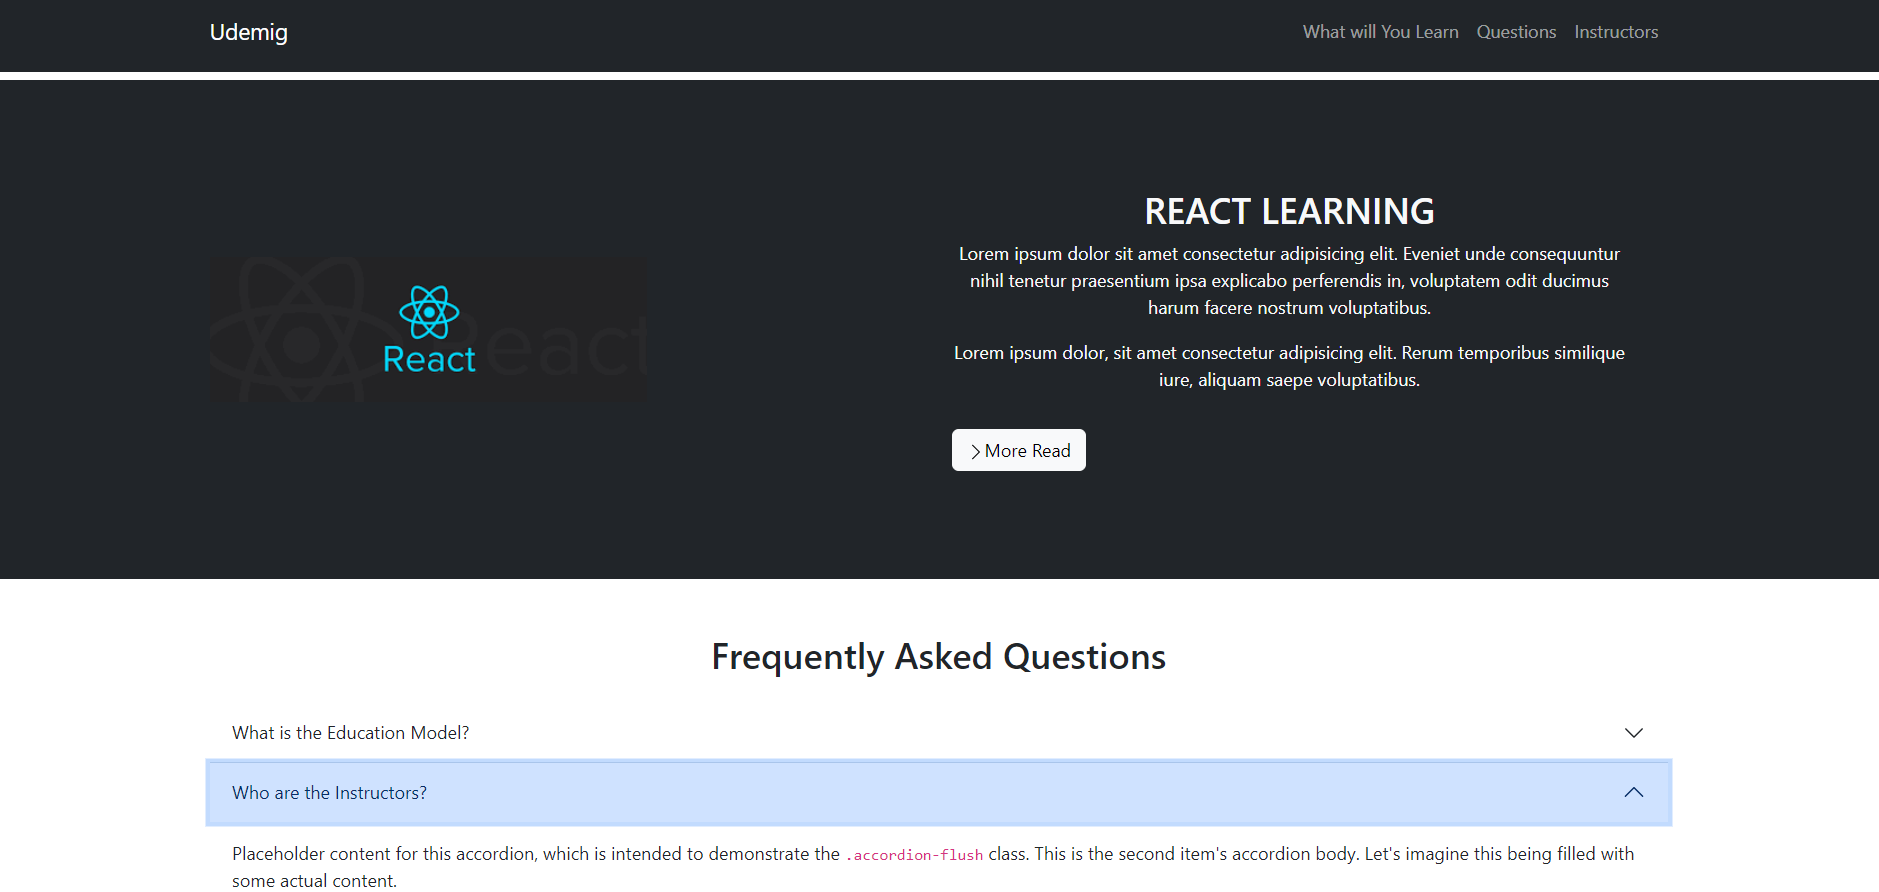 Udemig
What will You Learn Questions Instructors
REACT LEARNING
Lorem ipsum dolor sit amet consectetur adipisicing elit. Eveniet unde consequuntur
nihil tenetur praesentium ipsa explicabo perferendis in, voluptatem odit ducimus
harum facere nostrum voluptatibus.
Lorem ipsum dolor, sit amet consectetur adipisicing elit. Rerum temporibus similique
iure, aliquam saepe voluptatibus.
React
React
More Read
Frequently Asked Questions
What is the Education Model?
Who are the Instructors?
Placeholder content for this accordion, which is intended to demonstrate the .accordion-flush class. This is the second item's accordion body. Let's imagine this being filled with
some actual content.